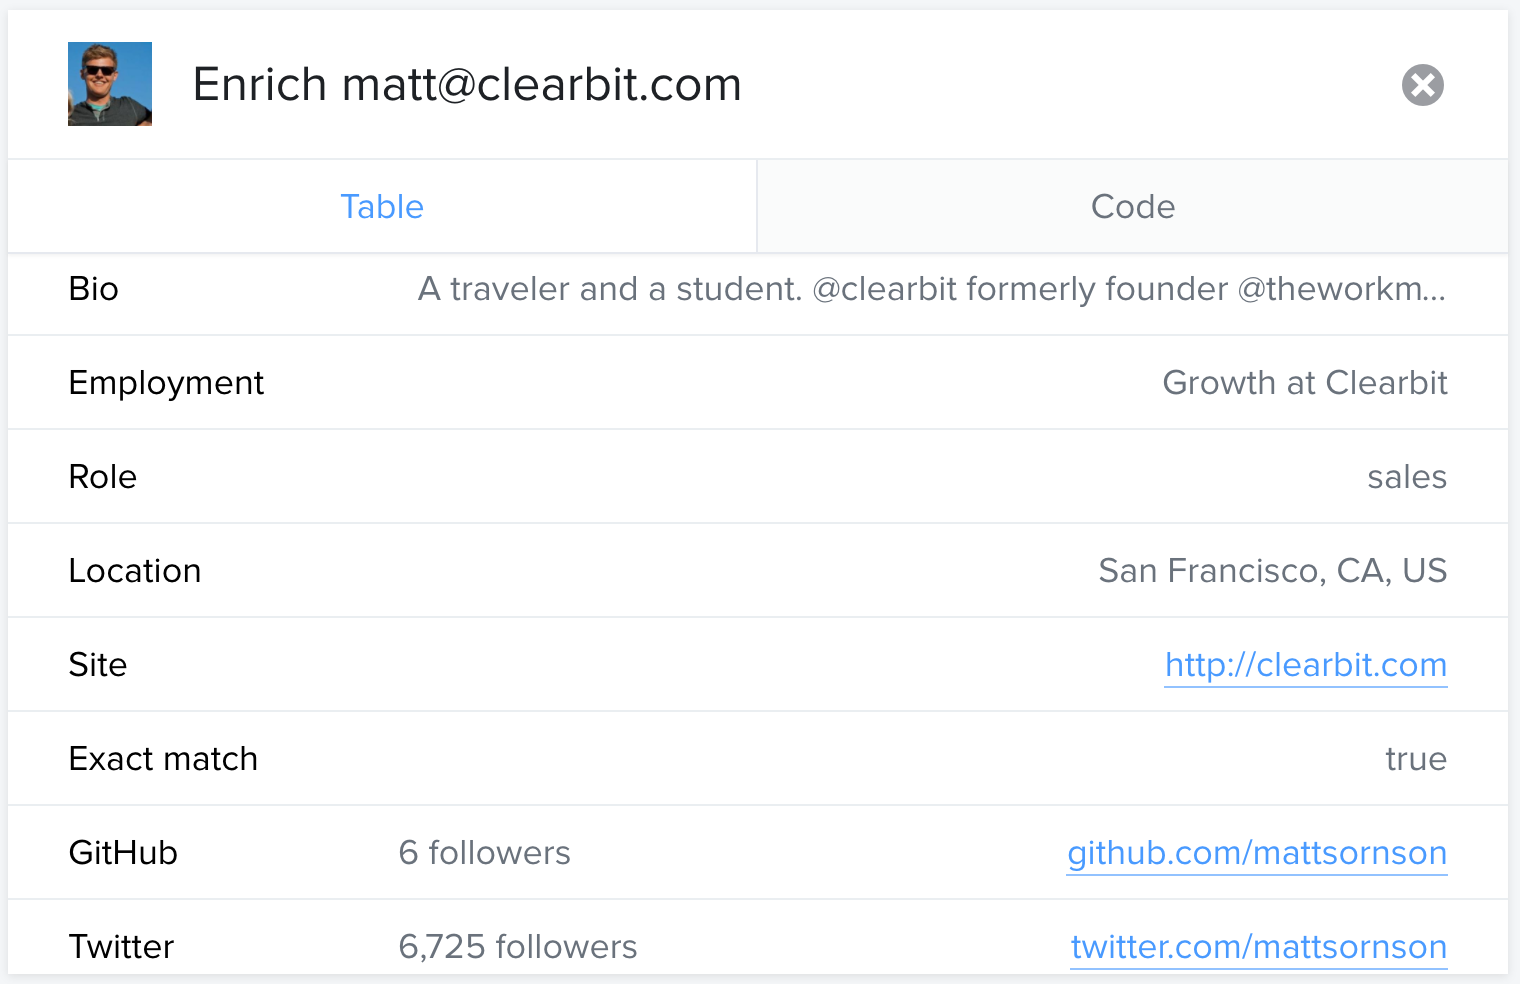 Enrich matt@clearbit.com
Table Code
Bio A traveler and a student. @clearbit formerly founder @theworkm...
Employment Growth at Clearbit
Role sales
Location San Francisco, CA, US
Site http://clearbit.com
Exact match true
GitHub 6 followers github.com/mattsornson
Twitter 6,725 followers twitter.com/mattsornson